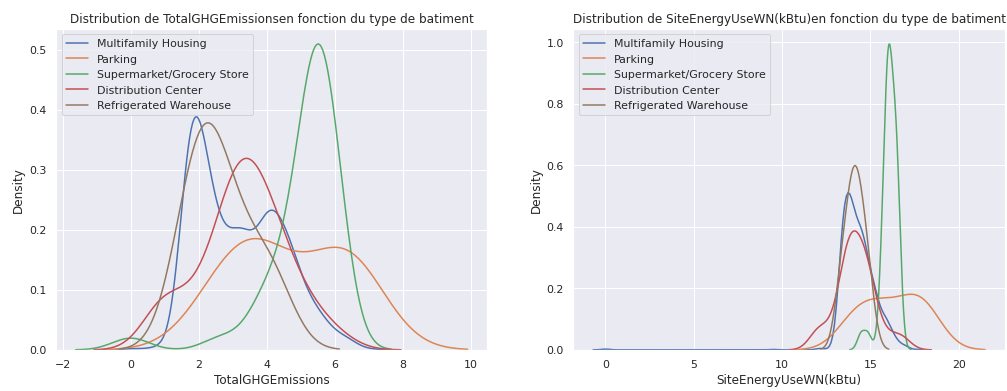 Distribution de TotalGHGEmissionsen fonction du type de batiment
Multifamily Housing
Parking
Supermarket/Grocery Store
Distribution Center
Refrigerated Warehouse
Density
0.5
0.4
0.3
0.2
0.1
0.0
−2 0 2 4 6 8 10
TotalGHGEmissions
Distribution de SiteEnergyUseWN(kBtu)en fonction du type de batiment
Multifamily Housing
Parking
Supermarket/Grocery Store
Distribution Center
Refrigerated Warehouse
Density
1.0
0.8
0.6
0.4
0.2
0.0
0 5 10 15 20
SiteEnergyUseWN(kBtu)